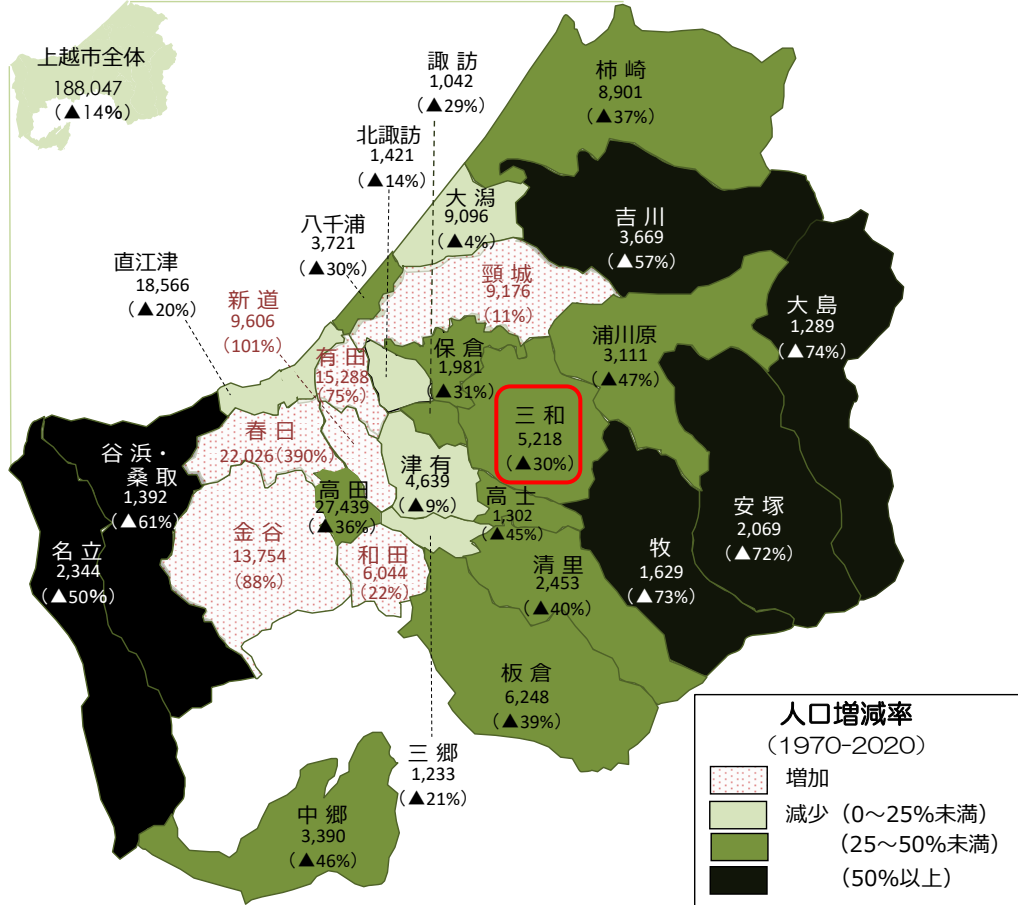 上越市全体
188,047
(▲14%)
諏訪
1,042
(▲29%)
柿崎
8,901
(▲37%)
北諏訪
1,421
(▲14%)
大潟
9,096
(▲4%)
吉川
3,669
(△57%)
八千浦
3,721
(▲30%)
直江津
18,566
(▲20%)
新道
9,606
(101%)
頸城
9,176
(11%)
大島
1,289
(△74%)
有田
15,288
(75%)
保倉
1,981
(▲31%)
浦川原
3,111
(▲47%)
三和
5,218
(▲30%)
春日
22,026(390%)
谷浜・
桑取
1,392
(△61%)
津有
4,639
(▲9%)
高田
27,439
(▲36%)
高士
1,302
(▲45%)
安塚
2,069
(△72%)
金谷
13,754
(88%)
名立
2,344
(△50%)
和田
6,044
(22%)
清里
2,453
(▲40%)
牧
1,629
(△73%)
板倉
6,248
(▲39%)
三郷
1,233
(▲21%)
中郷
3,390
(▲46%)
人口増減率
(1970-2020)
増加
減少(0～25%未満)
(25～50%未満)
(50%以上)